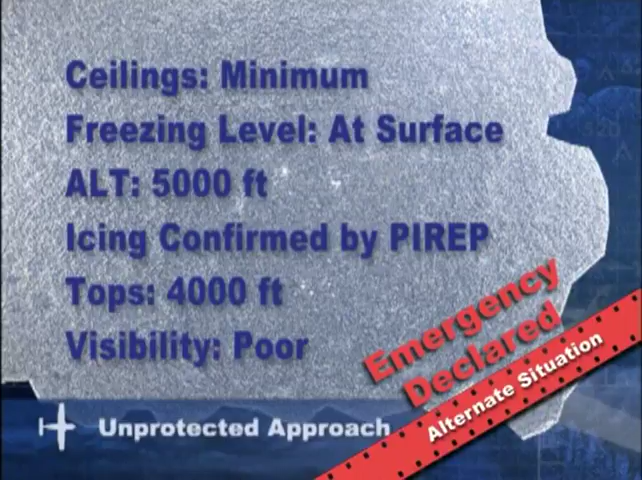 Ceilings: Minimum
Freezing Level: At Surface
ALT: 5000 ft
Icing Confirmed by PIREP
Tops: 4000 ft
Visibility: Poor
Emergency
Declared
Alternate Situation
Unprotected Approach